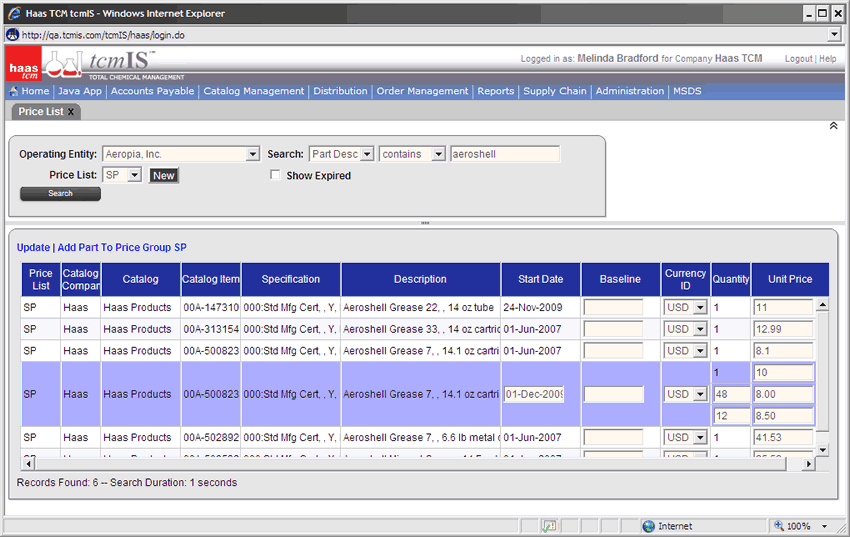 Haas TCM tcmIS - Windows Internet Explorer
http://qa.tcmis.com/tcmIS/haas/login.do
haas tcm
tcmIS™
TOTAL CHEMICAL MANAGEMENT
Logged in as: Melinda Bradford for Company Haas TCM Logout | Help
Home | Java App | Accounts Payable | Catalog Management | Distribution | Order Management | Reports | Supply Chain | Administration | MSDS
Price List X
Operating Entity: Aeropia, Inc. Search: Part Desc contains aeroshell
Price List: SP New Show Expired
Search
Update | Add Part To Price Group SP
Price List Catalog Compan Catalog Catalog Item Specification Description Start Date Baseline Currency ID Quantity Unit Price
SP Haas Haas Products 00A-147310 000:Std Mfg Cert, , Y, Aeroshell Grease 22, , 14 oz tube 24-Nov-2009 USD 1 11
SP Haas Haas Products 00A-313154 000:Std Mfg Cert, , Y, Aeroshell Grease 33, , 14 oz cartric 01-Jun-2007 USD 1 12.99
SP Haas Haas Products 00A-500823 000:Std Mfg Cert, , Y, Aeroshell Grease 7, , 14.1 oz cartri 01-Jun-2007 USD 1 8.1
1 10
SP Haas Haas Products 00A-500823 000:Std Mfg Cert, , Y, Aeroshell Grease 7, , 14.1 oz cartri 01-Dec-2009 USD 48 8.00
12 8.50
SP Haas Haas Products 00A-502892 000:Std Mfg Cert, , Y, Aeroshell Grease 7, , 6.6 lb metal 01-Jun-2007 USD 1 41.53
Records Found: 6 -- Search Duration: 1 seconds
Internet 100%